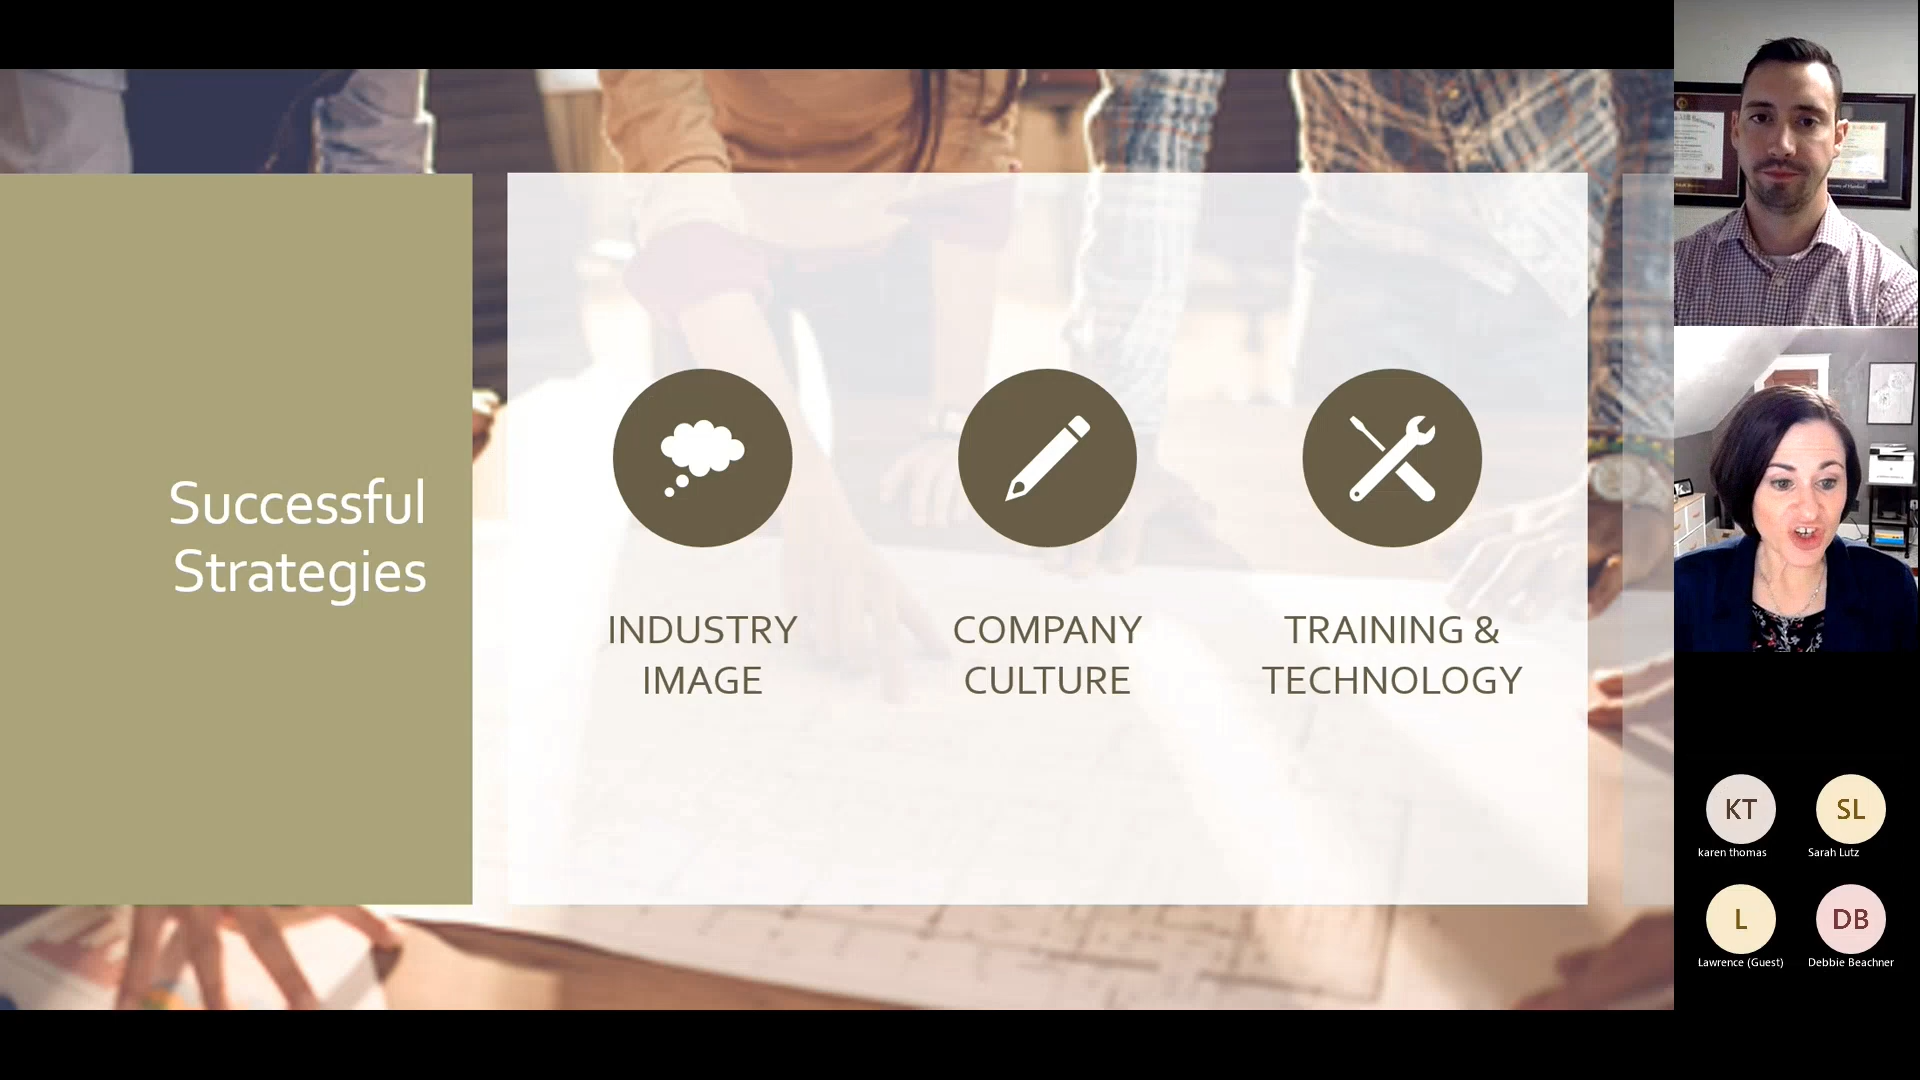 Successful
Strategies
INDUSTRY
IMAGE
COMPANY
CULTURE
TRAINING &
TECHNOLOGY
KT
karen thomas
SL
Sarah Lutz
L
Lawrence (Guest)
DB
Debbie Beachner